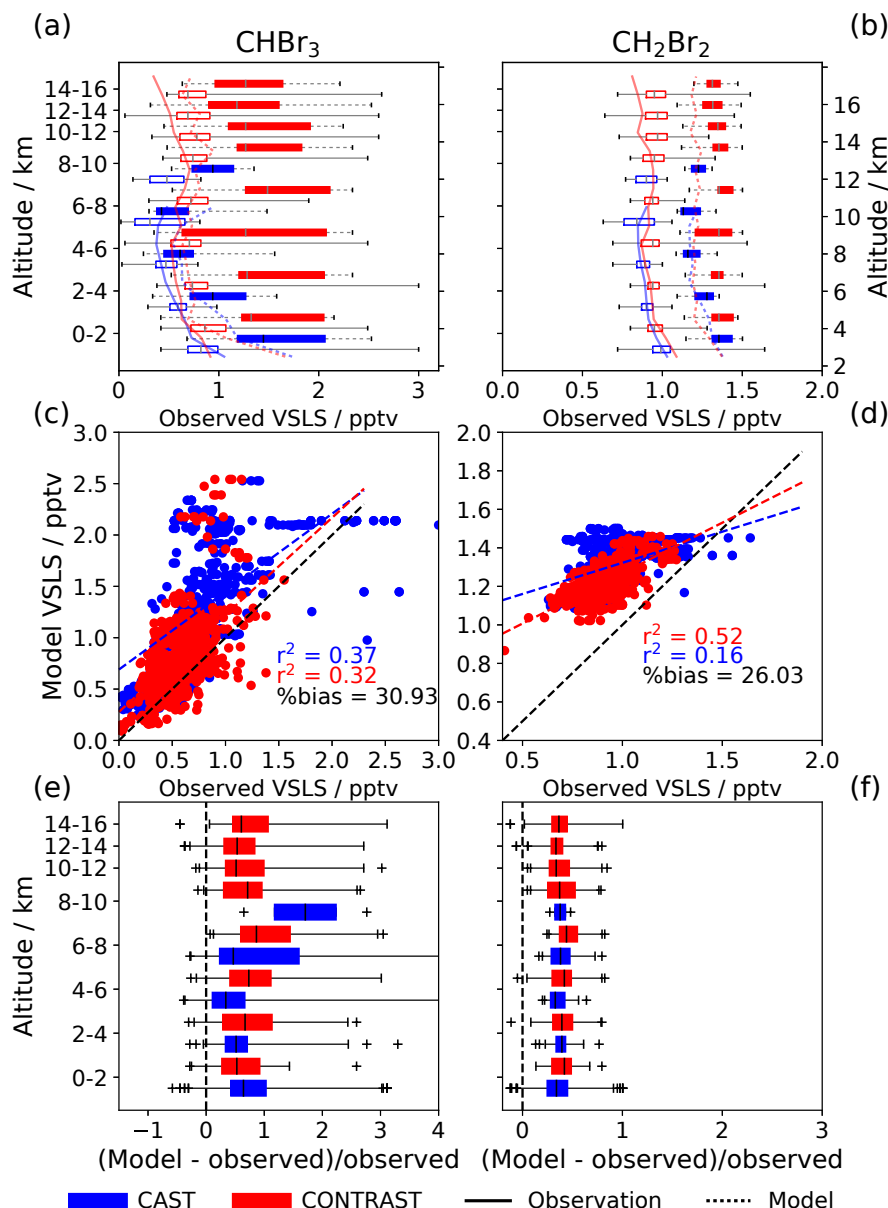 (a) CHBr3 CH2Br2 (b)
14-16
12-14 16
10-12 14
8-10 12
6-8 10
4-6 8
2-4 6
0-2 4
2
Altitude / km
Altitude / km
0 1 2 3 0.0 0.5 1.0 1.5 2.0
(c) Observed VSLS / pptv Observed VSLS / pptv (d)
3.0 2.0
2.5 1.8
2.0 1.6
1.5 1.4
1.0 1.2
0.5 1.0
0.0 0.8
0.6
0.4
Model VSLS / pptv
r2 = 0.37
r2 = 0.32
%bias = 30.93
r2 = 0.52
r2 = 0.16
%bias = 26.03
0.0 0.5 1.0 1.5 2.0 2.5 3.0 0.5 1.0 1.5 2.0
(e) Observed VSLS / pptv Observed VSLS / pptv (f)
14-16
12-14
10-12
8-10
6-8
4-6
2-4
0-2
Altitude / km
−1 0 1 2 3 4 0 1 2 3
(Model - observed)/observed (Model - observed)/observed
CAST CONTRAST Observation Model